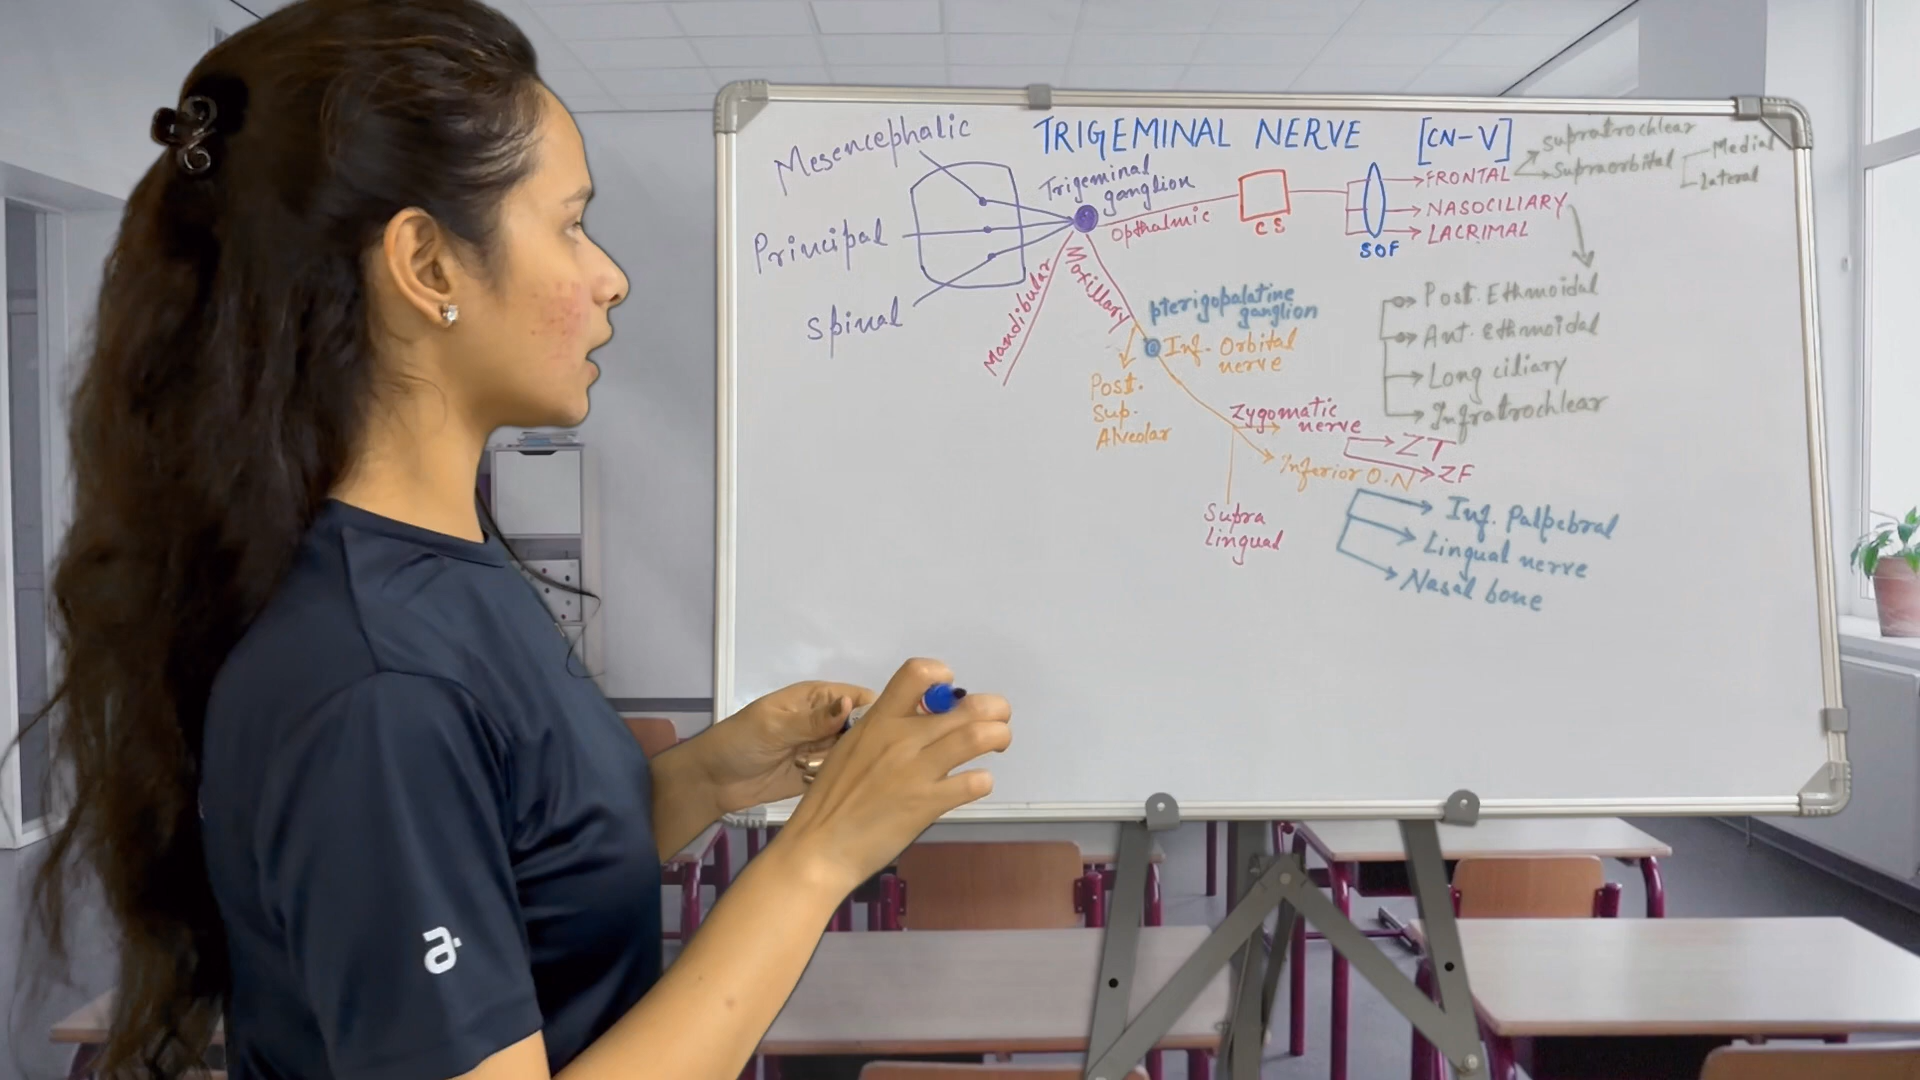 TRIGEMINAL NERVE [CN-V]
Mesencephalic
Principal
Spinal
Trigeminal
ganglion
Opthalmic
CS
SOF
FRONTAL
Supratrochlear
Supraorbital
Medial
Lateral
NASOCILIARY
LACRIMAL
Post. Ethmoidal
Ant. Ethmoidal
Long ciliary
Infratrochlear
Mandibular
Maxillary
pterigopalatine
ganglion
Inf. Orbital
nerve
Post.
Sup.
Alveolar
Zygomatic
nerve
ZT
ZF
Inferior O.N
Supra
Lingual
Inf. Palpebral
Lingual nerve
Nasal bone
a